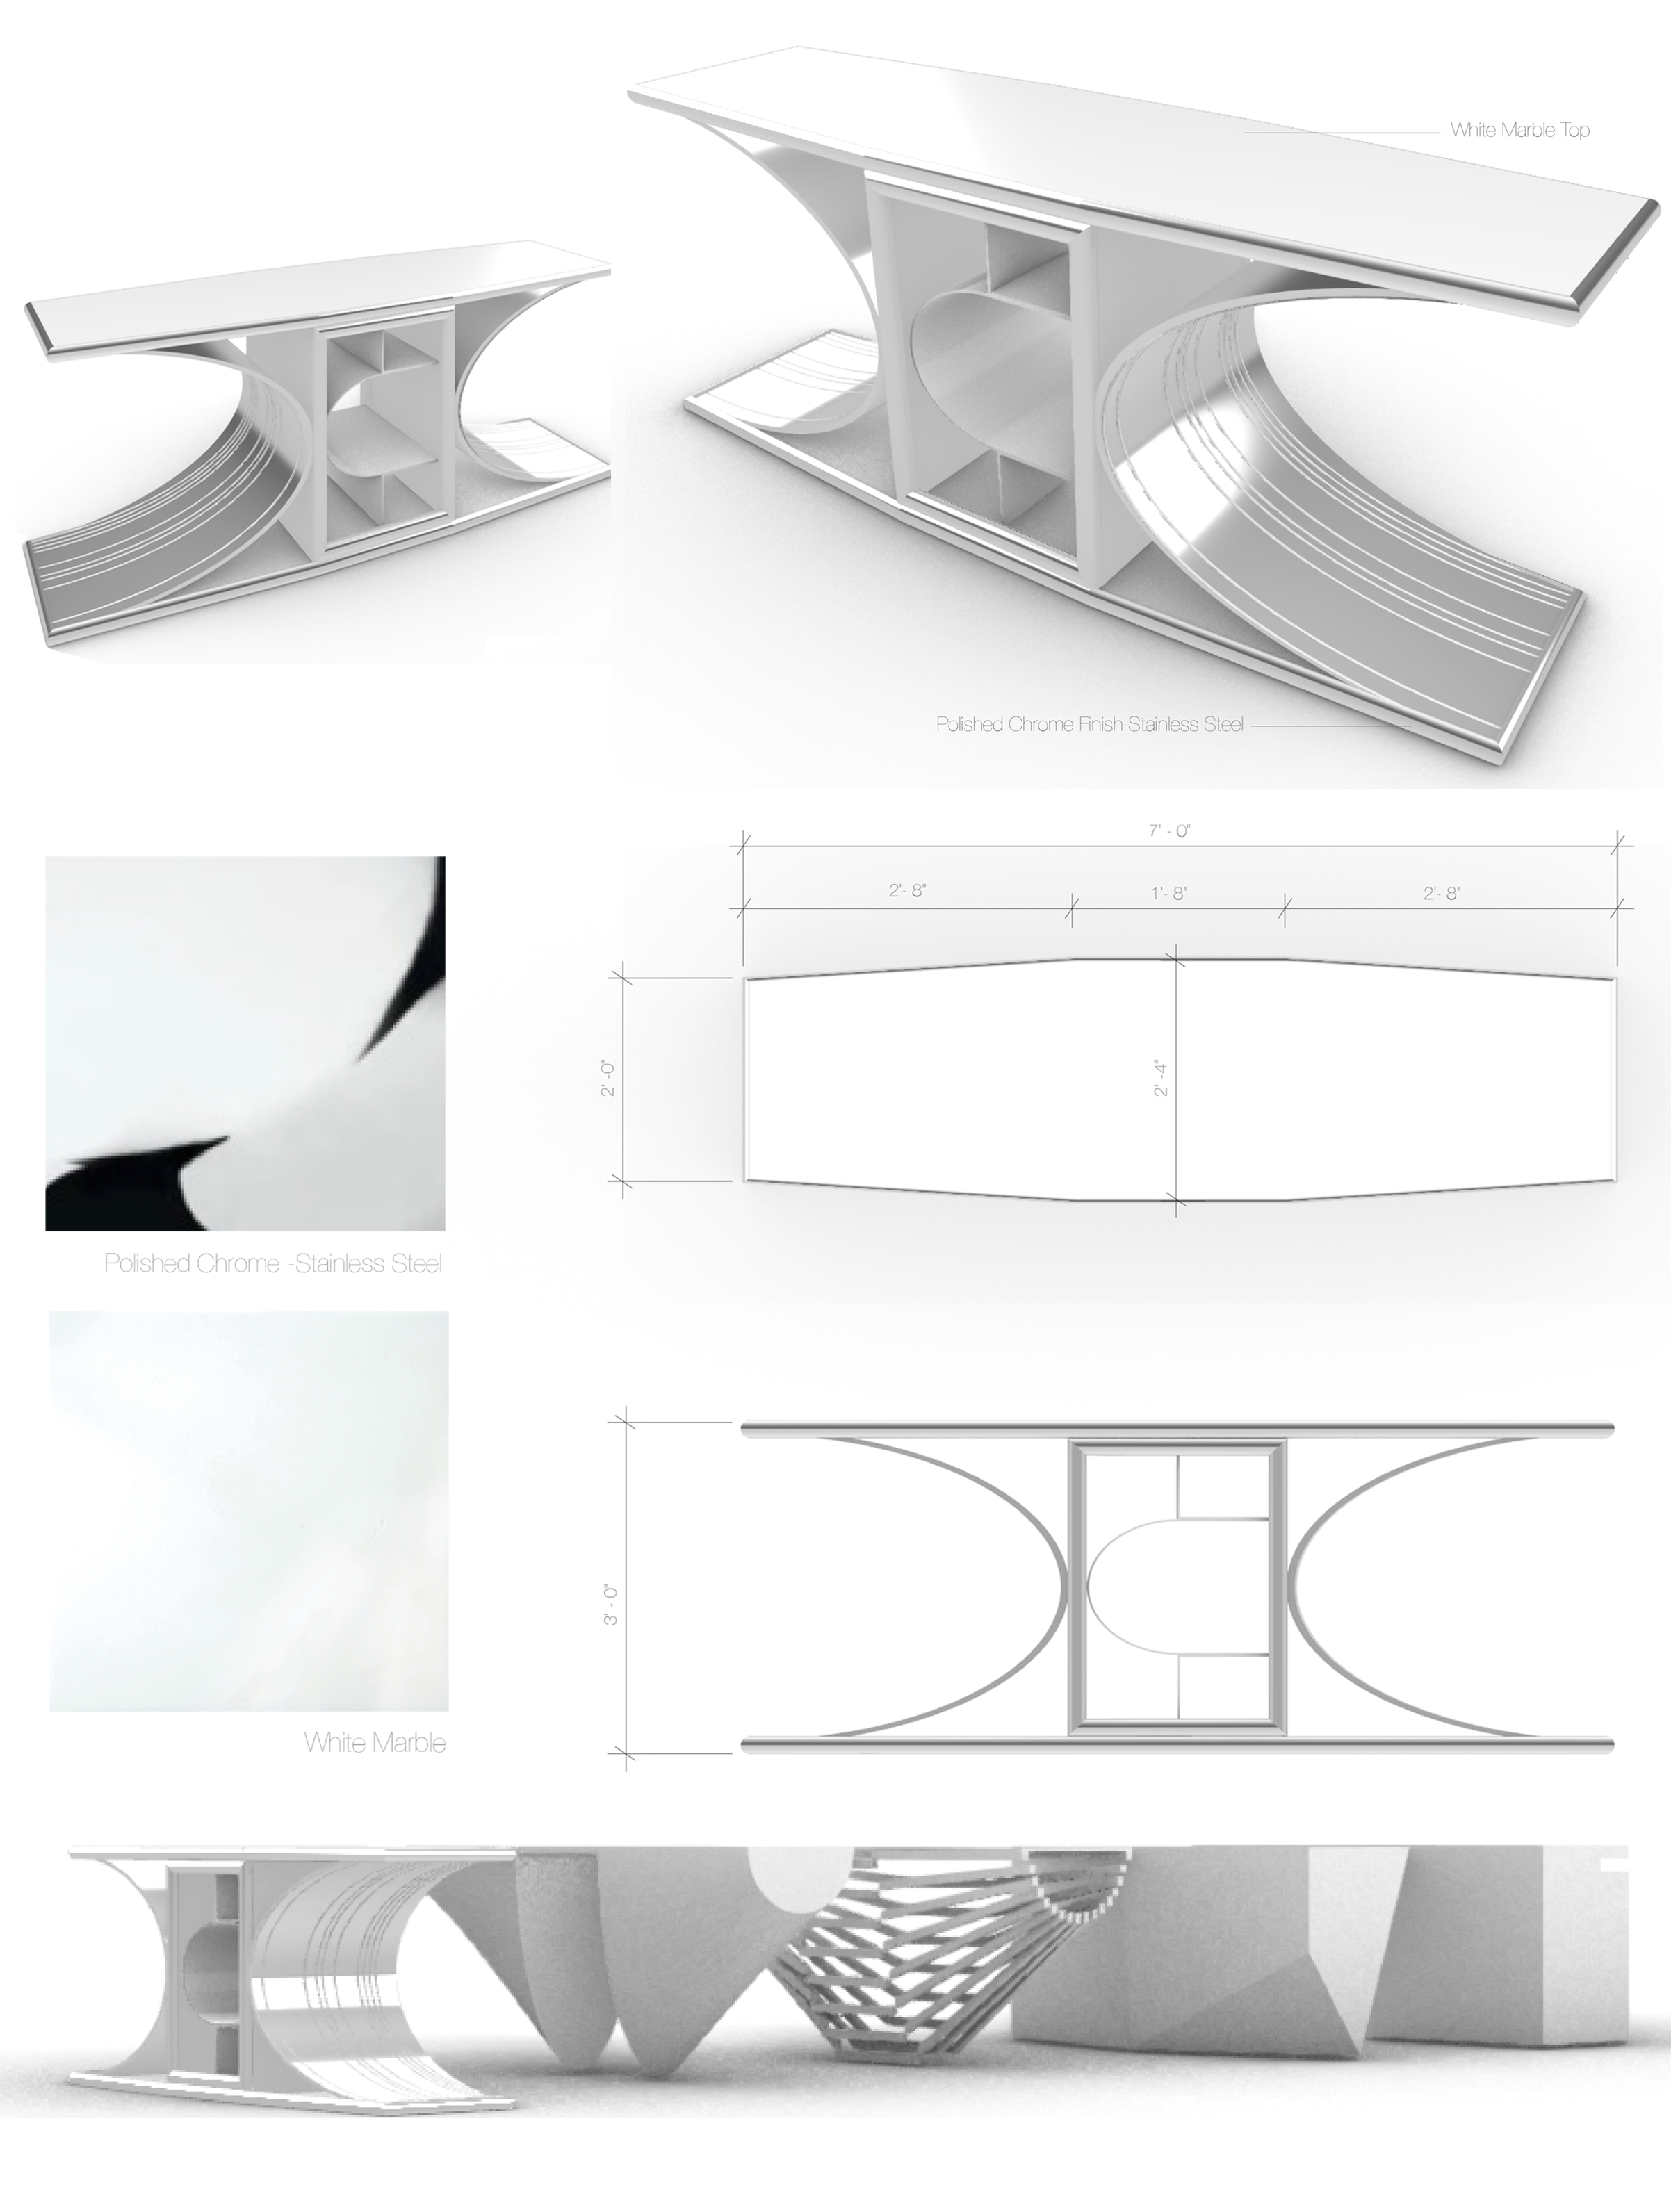 White Marble Top
Polished Chrome Finish Stainless Steel
7' - 0"
2'- 8"
1'- 8"
2'- 8"
2' -0"
2' -4"
Polished Chrome -Stainless Steel
3' - 0"
White Marble